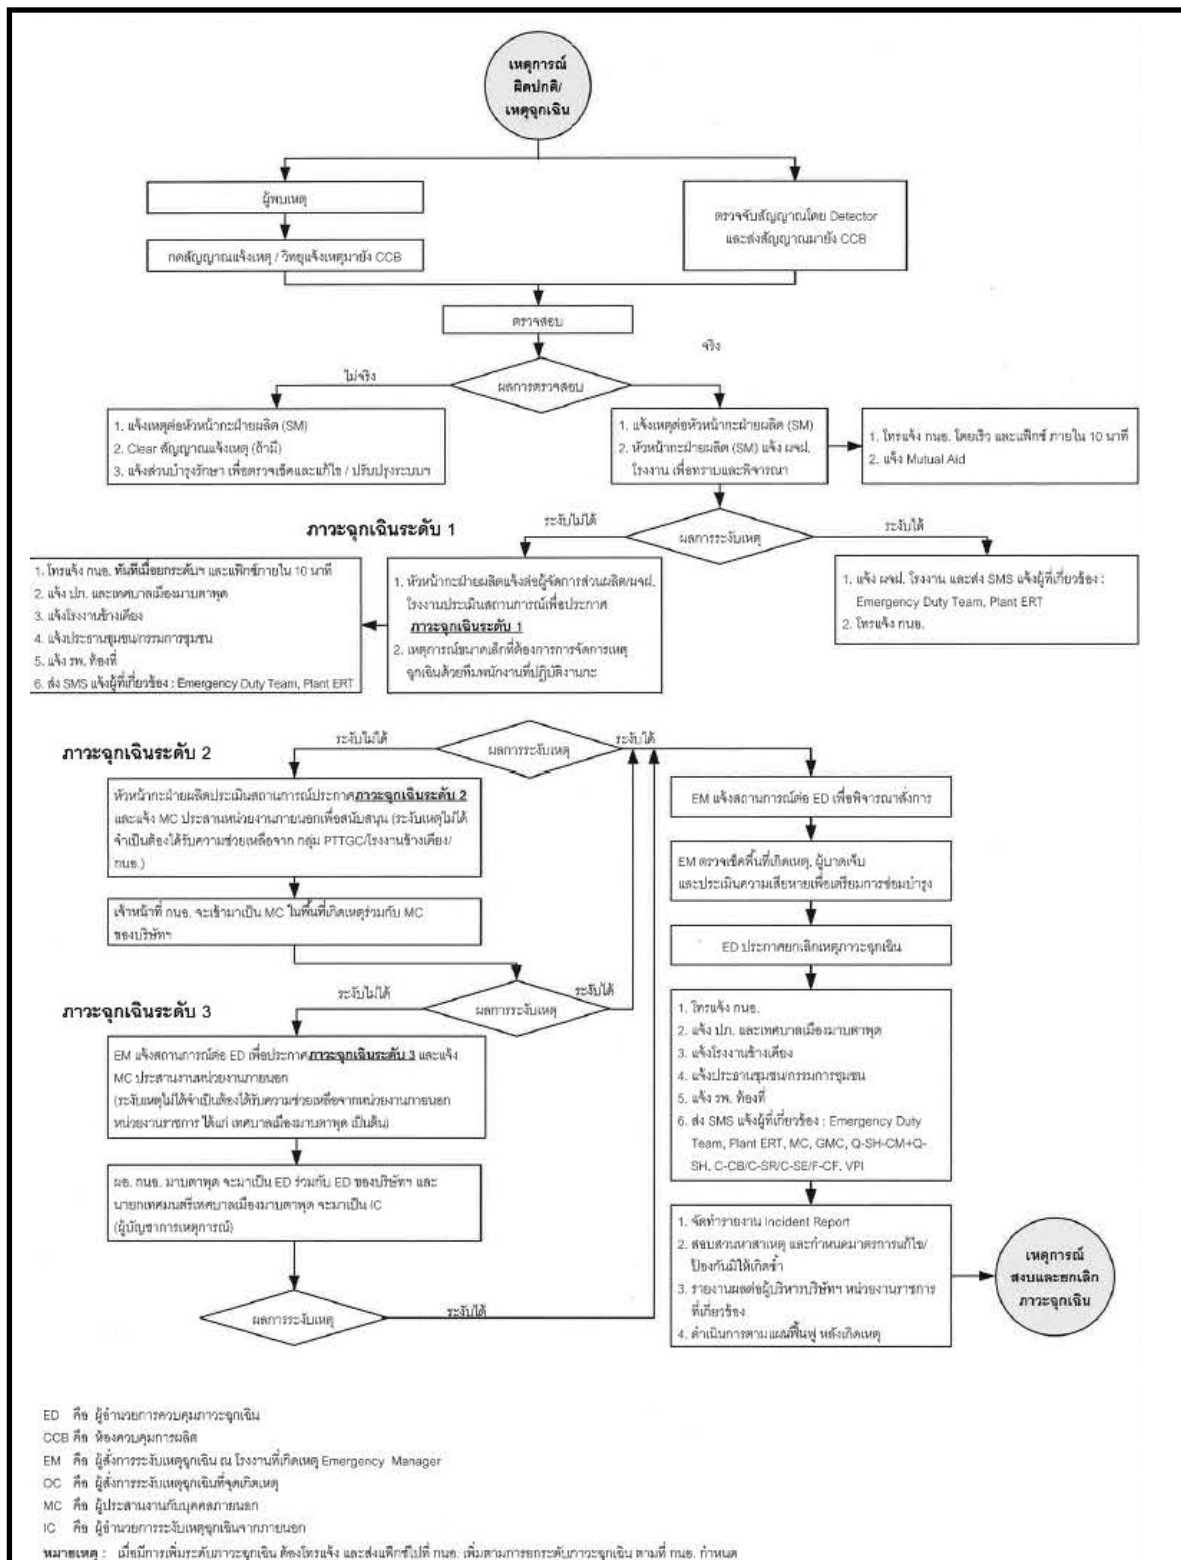 เหตุการณ์
ผิดปกติ/
เหตุฉุกเฉิน
ผู้พบเหตุ
กดสัญญาณแจ้งเหตุ / วิทยุแจ้งเหตุมายัง CCB
ตรวจจับสัญญาณโดย Detector
และส่งสัญญาณมายัง CCB
ตรวจสอบ
ผลการตรวจสอบ
ไม่จริง
จริง
1. แจ้งเหตุต่อหัวหน้ากะฝ่ายผลิต (SM)
2. Clear สัญญาณแจ้งเหตุ (ถ้ามี)
3. แจ้งส่วนบำรุงรักษา เพื่อตรวจเช็คและแก้ไข / ปรับปรุงระบบฯ
1. แจ้งเหตุต่อหัวหน้ากะฝ่ายผลิต (SM)
2. หัวหน้ากะฝ่ายผลิต (SM) แจ้ง ผจฝ.
โรงงาน เพื่อทราบและพิจารณา
1. โทรแจ้ง กนอ. โดยเร็ว และแฟ็กซ์ ภายใน 10 นาที
2. แจ้ง Mutual Aid
ผลการระงับเหตุ
ระงับไม่ได้
ระงับได้
ภาวะฉุกเฉินระดับ 1
1. โทรแจ้ง กนอ. ทันทีเมื่อยกระดับฯ และแฟ็กซ์ภายใน 10 นาที
2. แจ้ง ปภ. และเทศบาลเมืองมาบตาพุด
3. แจ้งโรงงานข้างเคียง
4. แจ้งประธานชุมชน/กรรมการชุมชน
5. แจ้ง รพ. ท้องที่
6. ส่ง SMS แจ้งผู้ที่เกี่ยวข้อง : Emergency Duty Team, Plant ERT
1. หัวหน้ากะฝ่ายผลิตแจ้งต่อผู้จัดการส่วนผลิต/ผจฝ.
โรงงานประเมินสถานการณ์เพื่อประกาศ
ภาวะฉุกเฉินระดับ 1
2. เหตุการณ์ขนาดเล็กที่ต้องการการจัดการเหตุ
ฉุกเฉินด้วยทีมพนักงานที่ปฏิบัติงานกะ
1. แจ้ง ผจฝ. โรงงาน และส่ง SMS แจ้งผู้ที่เกี่ยวข้อง :
Emergency Duty Team, Plant ERT
2. โทรแจ้ง กนอ.
ผลการระงับเหตุ
ระงับไม่ได้
ระงับได้
ภาวะฉุกเฉินระดับ 2
หัวหน้ากะฝ่ายผลิตประเมินสถานการณ์ประกาศภาวะฉุกเฉินระดับ 2
และแจ้ง MC ประสานหน่วยงานภายนอกเพื่อสนับสนุน (ระงับเหตุไม่ได้
จำเป็นต้องได้รับความช่วยเหลือจาก กลุ่ม PTTGC/โรงงานข้างเคียง/
กนอ.)
เจ้าหน้าที่ กนอ. จะเข้ามาเป็น MC ในพื้นที่เกิดเหตุร่วมกับ MC
ของบริษัทฯ
EM แจ้งสถานการณ์ต่อ ED เพื่อพิจารณาสั่งการ
EM ตรวจเช็คพื้นที่เกิดเหตุ, ผู้บาดเจ็บ
และประเมินความเสียหายเพื่อเตรียมการซ่อมบำรุง
ED ประกาศยกเลิกเหตุภาวะฉุกเฉิน
ผลการระงับเหตุ
ระงับไม่ได้
ระงับได้
ภาวะฉุกเฉินระดับ 3
EM แจ้งสถานการณ์ต่อ ED เพื่อประกาศภาวะฉุกเฉินระดับ 3 และแจ้ง
MC ประสานงานหน่วยงานภายนอก
(ระงับเหตุไม่ได้จำเป็นต้องได้รับความช่วยเหลือจากหน่วยงานภายนอก
หน่วยงานราชการ ได้แก่ เทศบาลเมืองมาบตาพุด เป็นต้น)
ผอ. กนอ. มาบตาพุด จะมาเป็น ED ร่วมกับ ED ของบริษัทฯ และ
นายกเทศมนตรีเทศบาลเมืองมาบตาพุด จะมาเป็น IC
(ผู้บัญชาการเหตุการณ์)
ผลการระงับเหตุ
ระงับได้
1. โทรแจ้ง กนอ.
2. แจ้ง ปภ. และเทศบาลเมืองมาบตาพุด
3. แจ้งโรงงานข้างเคียง
4. แจ้งประธานชุมชน/กรรมการชุมชน
5. แจ้ง รพ. ท้องที่
6. ส่ง SMS แจ้งผู้ที่เกี่ยวข้อง : Emergency Duty
Team, Plant ERT, MC, GMC, Q-SH-CM+Q-
SH, C-CB/C-SR/C-SE/F-CF, VPI
1. จัดทำรายงาน Incident Report
2. สอบสวนหาสาเหตุ และกำหนดมาตรการแก้ไข/
ป้องกันมิให้เกิดซ้ำ
3. รายงานผลต่อผู้บริหารบริษัทฯ หน่วยงานราชการ
ที่เกี่ยวข้อง
4. ดำเนินการตามแผนฟื้นฟู หลังเกิดเหตุ
เหตุการณ์
สงบและยกเลิก
ภาวะฉุกเฉิน
ED คือ ผู้อำนวยการควบคุมภาวะฉุกเฉิน
CCB คือ ห้องควบคุมการผลิต
EM คือ ผู้สั่งการระงับเหตุฉุกเฉิน ณ โรงงานที่เกิดเหตุ Emergency Manager
OC คือ ผู้สั่งการระงับเหตุฉุกเฉินที่จุดเกิดเหตุ
MC คือ ผู้ประสานงานกับบุคคลภายนอก
IC คือ ผู้อำนวยการระงับเหตุฉุกเฉินจากภายนอก
หมายเหตุ : เมื่อมีการเพิ่มระดับภาวะฉุกเฉิน ต้องโทรแจ้ง และส่งแฟ็กซ์ไปที่ กนอ. เพิ่มตามการยกระดับภาวะฉุกเฉิน ตามที่ กนอ. กำหนด